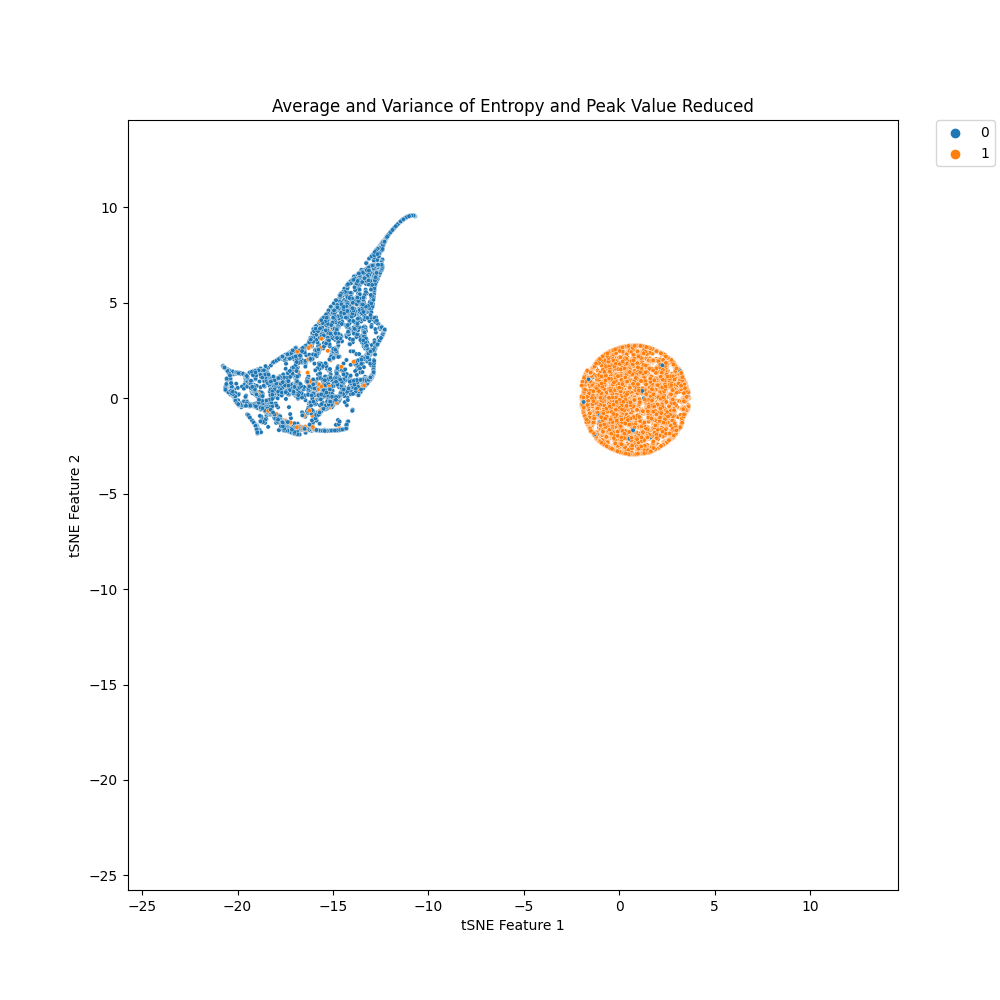 Average and Variance of Entropy and Peak Value Reduced
0
1
10
5
0
−5
−10
−15
−20
−25
tSNE Feature 2
−25 −20 −15 −10 −5 0 5 10
tSNE Feature 1